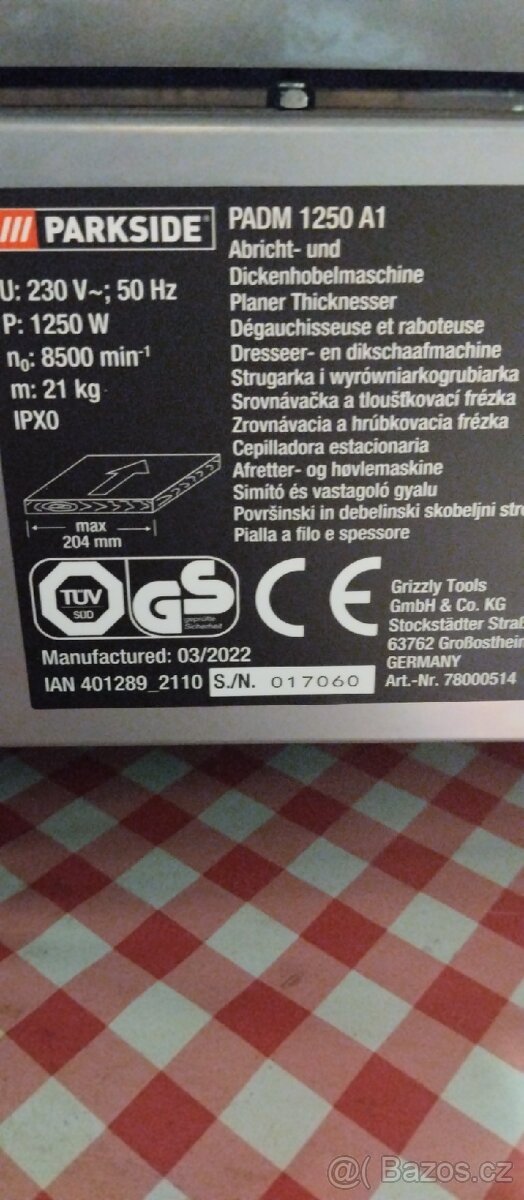 PARKSIDE
U: 230 V~; 50 Hz
P: 1250 W
n0: 8500 min-1
m: 21 kg
IPX0
max
204 mm
PADM 1250 A1
Abricht- und
Dickenhobelmaschine
Planer Thicknesser
Dégauchisseuse et raboteuse
Dresseer- en dikschaafmachine
Strugarka i wyrówniarkogrubiarka
Srovnávačka a tloušťkovací frézka
Zrovnávacia a hrúbkovacia frézka
Cepilladora estacionaria
Afretter- og høvlemaskine
Simító és vastagoló gyalu
Površinski in debelinski skobeljni
Pialla a filo e spessore
TÜV
SÜD
GS
geprüfte
Sicherheit
CE
Grizzly Tools
GmbH & Co. KG
Stockstädter
63762
GERMANY
Art.-Nr. 78000514
Manufactured: 03/2022
IAN 401289_2110 S./N. 017060
@( Bazos.cz